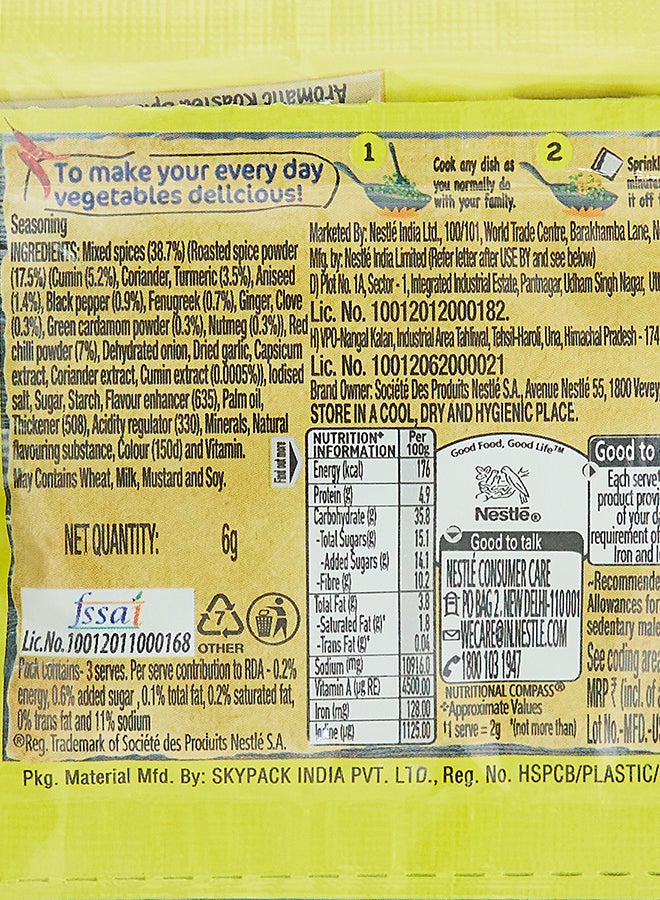 Aromatic Roasted
To make your every day
vegetables delicious!
1
Cook any dish as
you normally do
with your family.
2
Sprinkl
it off
Seasoning
INGREDIENTS: Mixed spices (38.7%) (Roasted spice powder
(17.5%) (Cumin (5.2%), Coriander, Turmeric (3.5%), Aniseed
(1.4%), Black pepper (0.9%), Fenugreek (0.7%), Ginger, Clove
(0.3%), Green cardamom powder (0.3%), Nutmeg (0.3%)), Red
chilli powder (7%), Dehydrated onion, Dried garlic, Capsicum
extract, Coriander extract, Cumin extract (0.0005%)), Iodised
salt, Sugar, Starch, Flavour enhancer (635), Palm oil,
Thickener (508), Acidity regulator (330), Minerals, Natural
flavouring substance, Colour (150d) and Vitamin.
May Contains Wheat, Milk, Mustard and Soy.
Find out more
NET QUANTITY: 6g
fssai
Lic.No.10012011000168
7
OTHER
Pack contains- 3 serves. Per serve contribution to RDA - 0.2%
energy, 0.6% added sugar, 0.1% total fat, 0.2% saturated fat,
0% trans fat and 11% sodium
®Reg. Trademark of Société des Produits Nestlé S.A.
Marketed By: Nestlé India Ltd., 100/101, World Trade Centre, Barakhamba Lane, N
Mfg. by: Nestlé India Limited (Refer letter after USE BY and see below)
D) Plot No. 1A, Sector - 1, Integrated Industrial Estate, Pantnagar, Udham Singh Nagar, Utt
Lic. No. 10012012000182.
H) VPO-Nangal Kalan, Industrial Area Tahliwal, Tehsil-Haroli, Una, Himachal Pradesh - 174
Lic. No. 10012062000021
Brand Owner: Société Des Produits Nestlé S.A., Avenue Nestlé 55, 1800 Vevey,
STORE IN A COOL, DRY AND HYGIENIC PLACE.
NUTRITION✧ INFORMATION Per 100g
Energy (kcal) 176
Protein (g) 4.9
Carbohydrate (g) 35.8
-Total Sugars(g) 15.1
-Added Sugars (g) 14.1
-Fibre (g) 10.2
Total Fat (g) 3.8
-Saturated Fat (g)* 1.8
-Trans Fat (g)* 0.04
Sodium (mg) 10916.0
Vitamin A (µg RE) 4500.00
Iron (mg) 128.00
Iodine (µg) 1125.00
Good Food, Good Life™
Nestlé®
Good to talk
NESTLÉ CONSUMER CARE
PO BAG 2, NEW DELHI-110 001
WECARE@IN.NESTLE.COM
1800 103 1947
NUTRITIONAL COMPASS®
✧Approximate Values
†1 serve = 2g *(not more than)
Good to
Each serve†
product provi
of your da
requirement of
Iron and I
~Recommende
Allowances for
sedentary male
See coding area
MRP ₹ (incl. of
Lot No.-MFD.-U
Pkg. Material Mfd. By: SKYPACK INDIA PVT. LTD., Reg. No. HSPCB/PLASTIC/